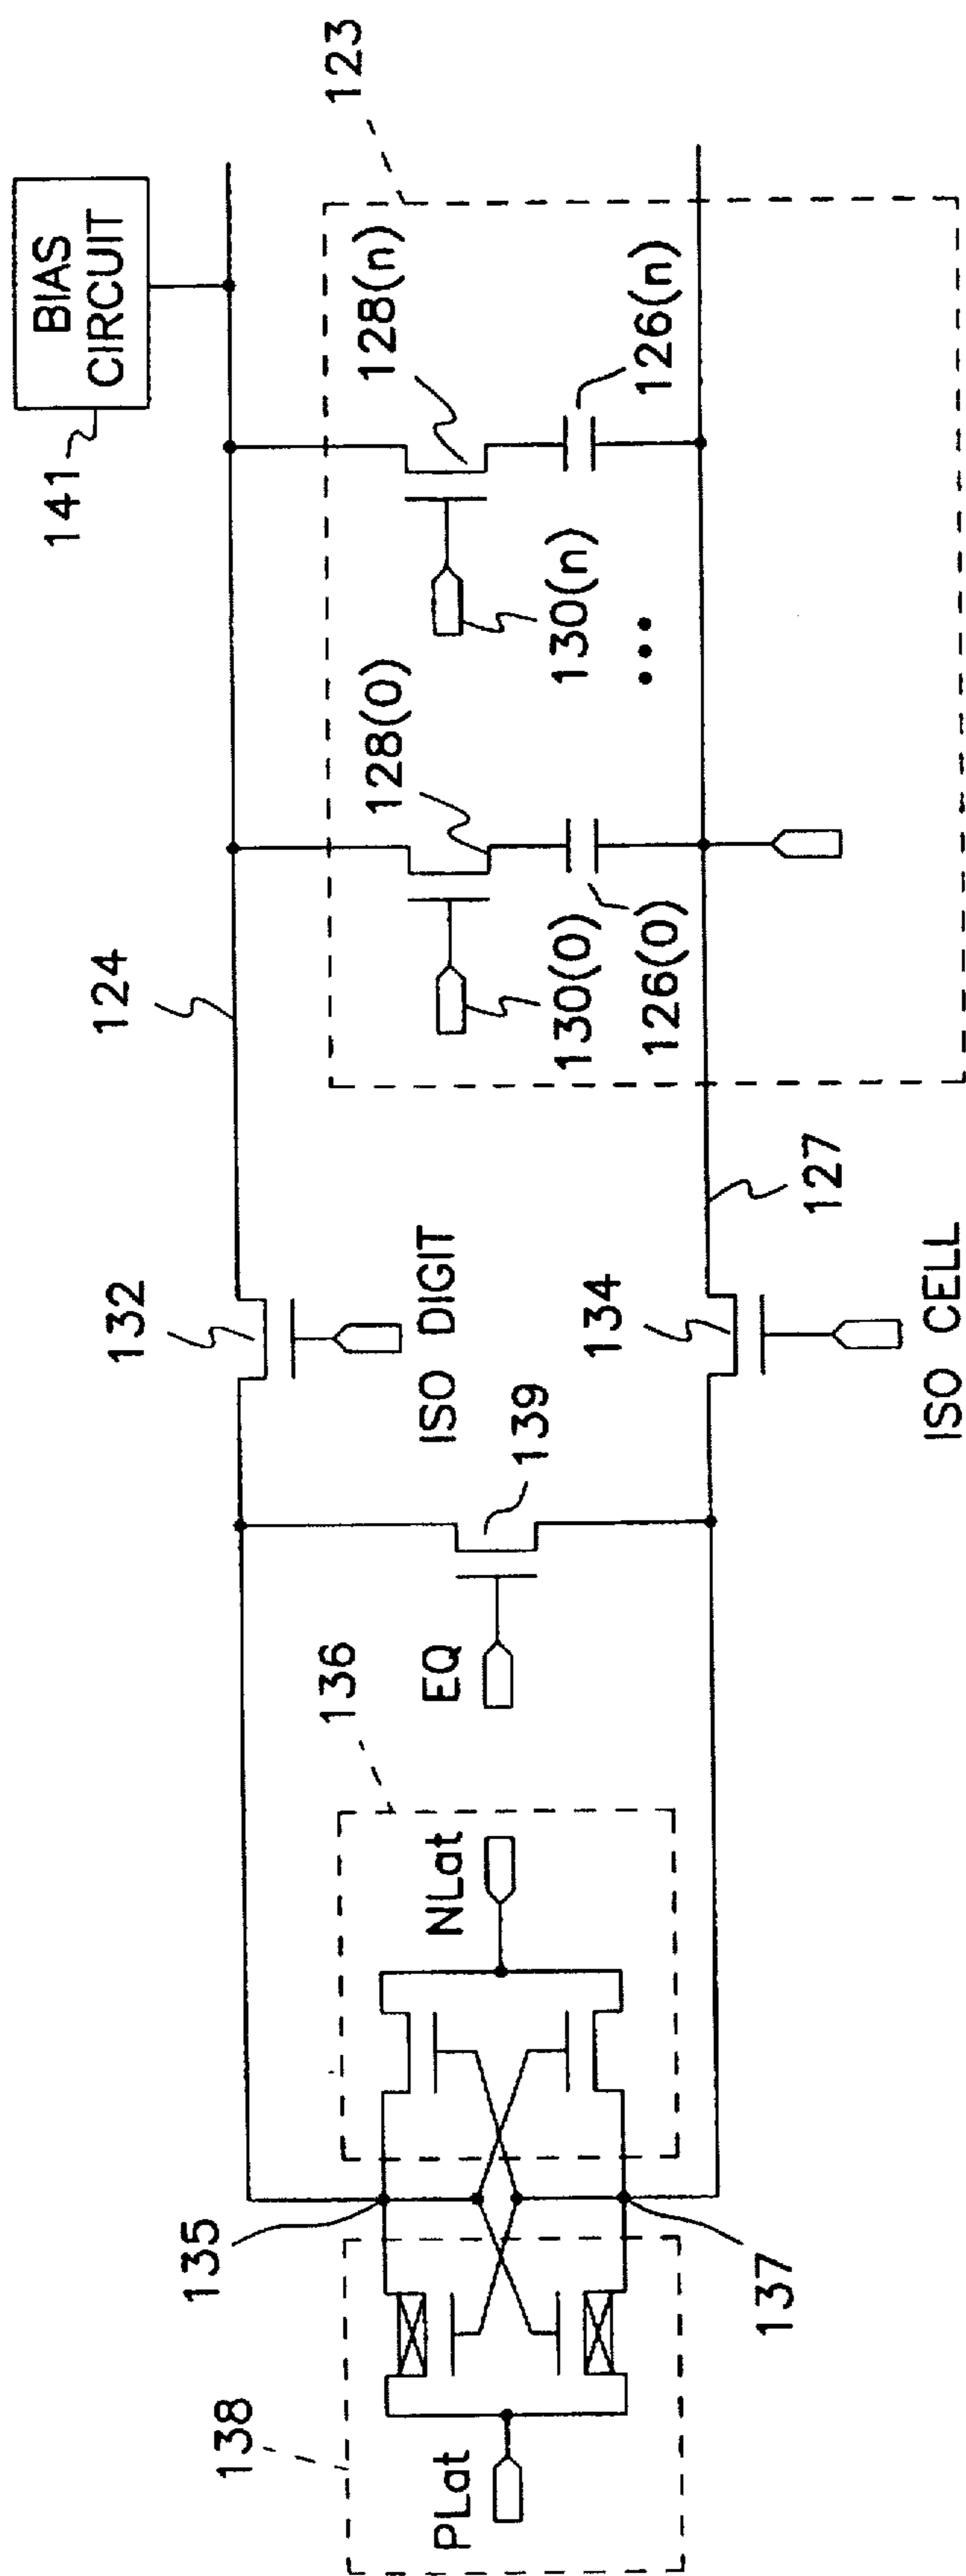 BIAS
CIRCUIT
141
123
124
128(0)
128(n)
130(0)
126(0)
130(n)
126(n)
•••
132
ISO DIGIT
134
127
ISO CELL
139
EQ
136
NLat
135
137
138
PLat